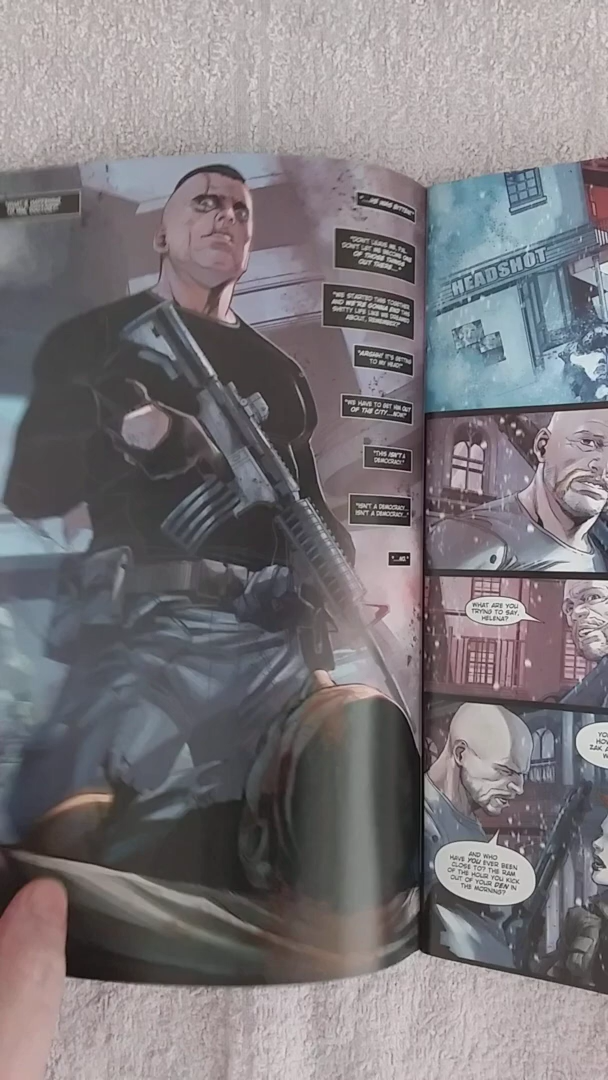 "...HE WAS BITTEN!"
"DON'T LEAVE ME, PAL.
DON'T LET ME BECOME ONE
OF THOSE THINGS
OUT THERE..."
"WE STARTED THIS TOGETHER
AND WE'RE GONNA END THIS
SHITTY LIFE LIKE WE DREAMED
ABOUT, REMEMBER?"
IT'S GETTING
TO MY HEAD!"
"WE HAVE TO GET HIM OUT
OF THE CITY...NOW!"
"THIS ISN'T A
DEMOCRACY!"
"ISN'T A DEMOCRACY...
ISN'T A DEMOCRACY..."
HEADSHOT
WHAT ARE YOU
TRYING TO SAY,
HELENA?
YO
HOW
ZAK A
W
AND WHO
HAVE YOU EVER BEEN
CLOSE TO? THE RAM
OF THE HOUR YOU KICK
OUT OF YOUR DEN IN
THE MORNING?